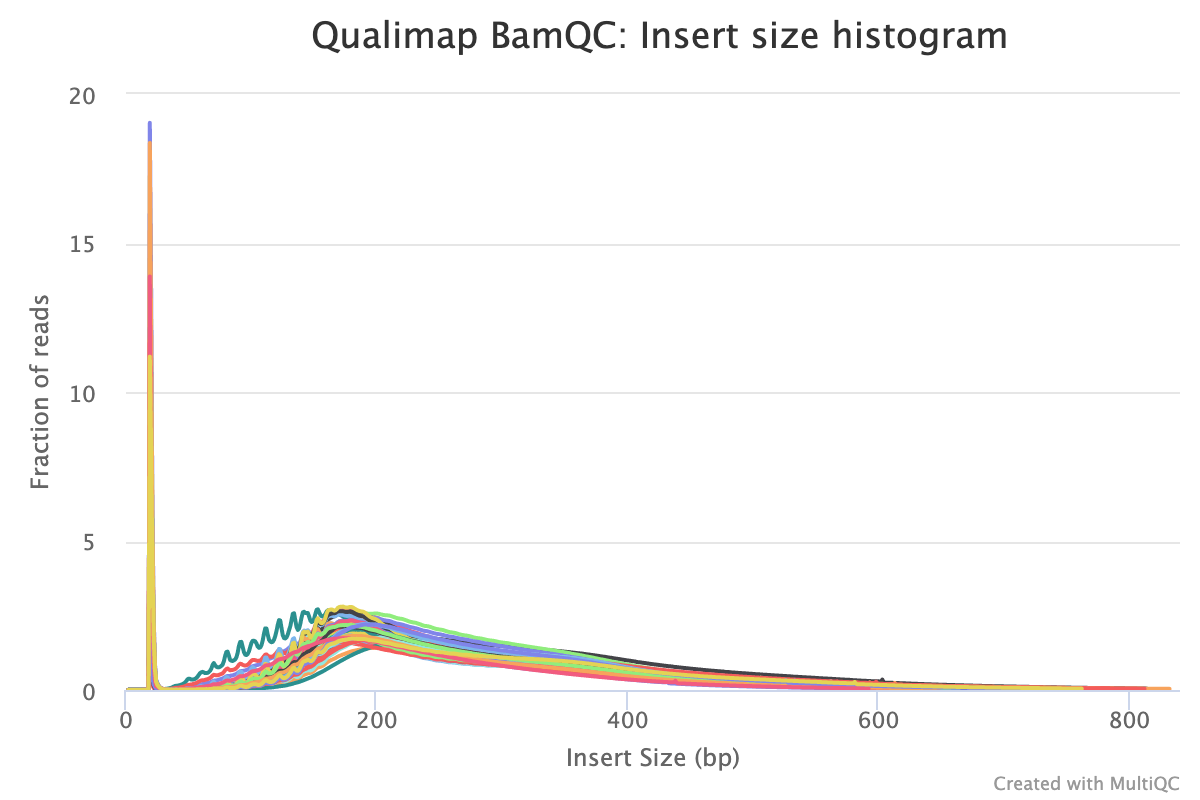 Qualimap BamQC: Insert size histogram
20
15
10
5
0
Fraction of reads
0
200
400
600
800
Insert Size (bp)
Created with MultiQC